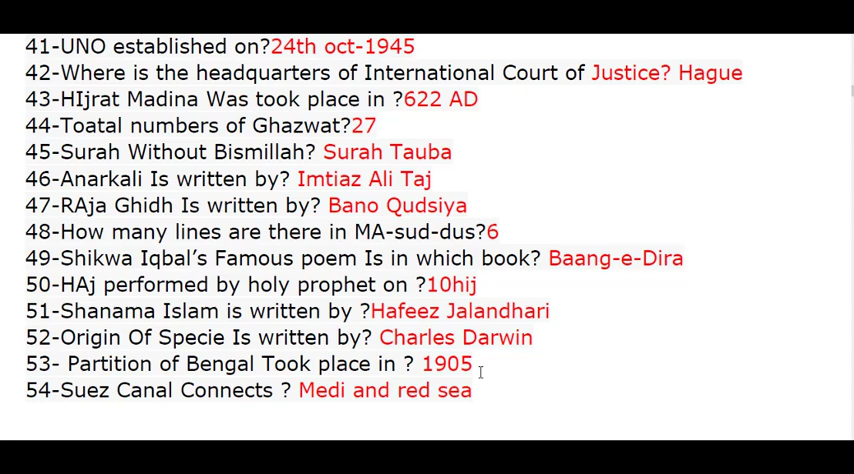 41-UNO established on?24th oct-1945
42-Where is the headquarters of International Court of Justice? Hague
43-HIjrat Madina Was took place in ?622 AD
44-Toatal numbers of Ghazwat?27
45-Surah Without Bismillah? Surah Tauba
46-Anarkali Is written by? Imtiaz Ali Taj
47-RAja Ghidh Is written by? Bano Qudsiya
48-How many lines are there in MA-sud-dus?6
49-Shikwa Iqbal’s Famous poem Is in which book? Baang-e-Dira
50-HAj performed by holy prophet on ?10hij
51-Shanama Islam is written by ?Hafeez Jalandhari
52-Origin Of Specie Is written by? Charles Darwin
53- Partition of Bengal Took place in ? 1905
54-Suez Canal Connects ? Medi and red sea